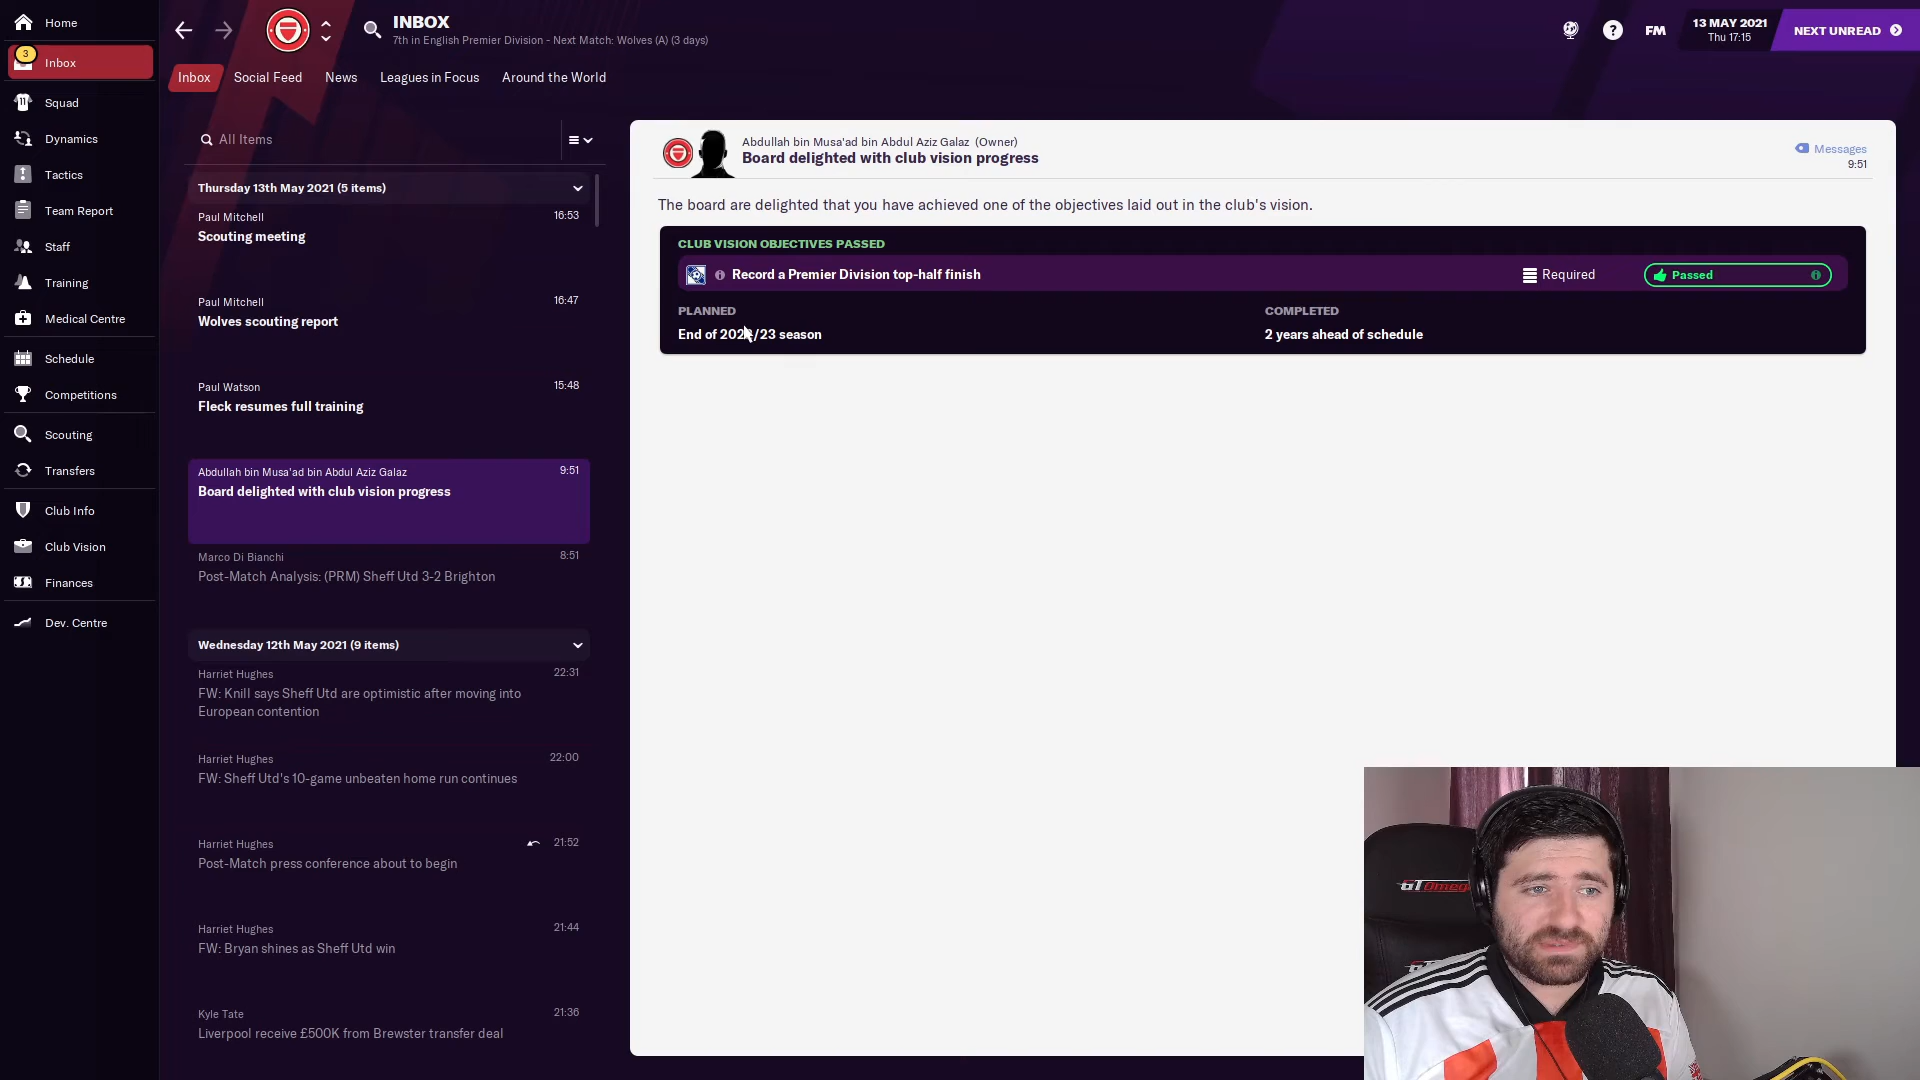 Home
3
Inbox
Squad
Dynamics
Tactics
Team Report
Staff
Training
Medical Centre
Schedule
Competitions
Scouting
Transfers
Club Info
Club Vision
Finances
Dev. Centre
INBOX
7th in English Premier Division - Next Match: Wolves (A) (3 days)
FM
13 MAY 2021
Thu 17:15
NEXT UNREAD
Inbox Social Feed News Leagues in Focus Around the World
All Items
Thursday 13th May 2021 (5 items)
Paul Mitchell 16:53
Scouting meeting
Paul Mitchell 16:47
Wolves scouting report
Paul Watson 15:48
Fleck resumes full training
Abdullah bin Musa'ad bin Abdul Aziz Galaz 9:51
Board delighted with club vision progress
Marco Di Bianchi 8:51
Post-Match Analysis: (PRM) Sheff Utd 3-2 Brighton
Wednesday 12th May 2021 (9 items)
Harriet Hughes 22:31
FW: Knill says Sheff Utd are optimistic after moving into
European contention
Harriet Hughes 22:00
FW: Sheff Utd's 10-game unbeaten home run continues
Harriet Hughes 21:52
Post-Match press conference about to begin
Harriet Hughes 21:44
FW: Bryan shines as Sheff Utd win
Kyle Tate 21:36
Liverpool receive £500K from Brewster transfer deal
Abdullah bin Musa'ad bin Abdul Aziz Galaz (Owner)
Board delighted with club vision progress
Messages
9:51
The board are delighted that you have achieved one of the objectives laid out in the club's vision.
CLUB VISION OBJECTIVES PASSED
Record a Premier Division top-half finish Required Passed
PLANNED COMPLETED
End of season 2 years ahead of schedule
GT Omega